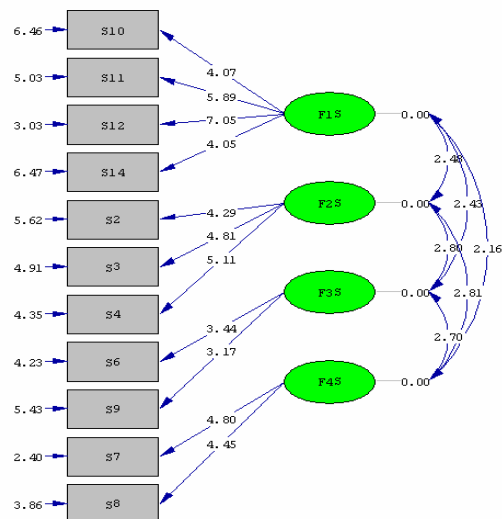 6.46 S10
5.03 S11
3.03 S12
6.47 S14
5.62 S2
4.91 S3
4.35 S4
4.23 S6
5.43 S9
2.40 S7
3.86 S8
4.07
5.89
7.05
4.05
4.29
4.81
5.11
3.44
3.17
4.80
4.45
F1S 0.00
F2S 0.00
F3S 0.00
F4S 0.00
2.48
2.43
2.16
2.80
2.81
2.70